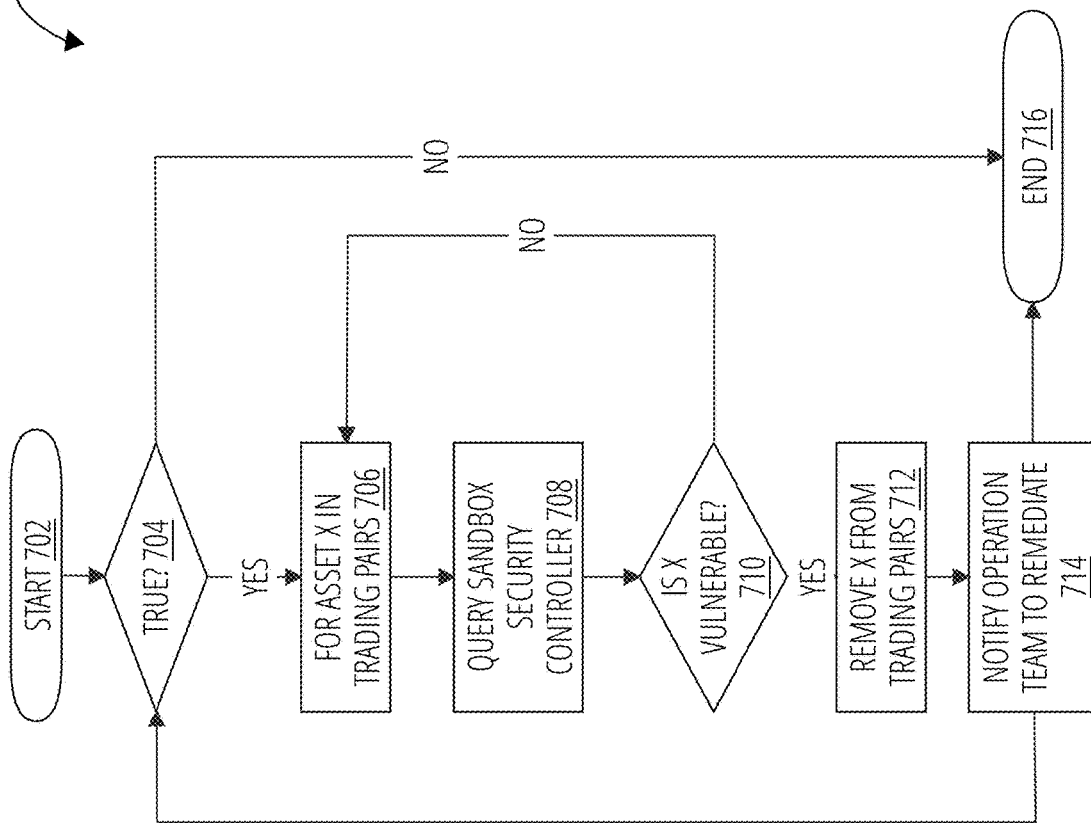 START 702
TRUE? 704
YES
NO
FOR ASSET X IN
TRADING PAIRS 706
NO
QUERY SANDBOX
SECURITY
CONTROLLER 708
IS X
VULNERABLE?
710
YES
REMOVE X FROM
TRADING PAIRS 712
NOTIFY OPERATION
TEAM TO REMEDIATE
714
END 716